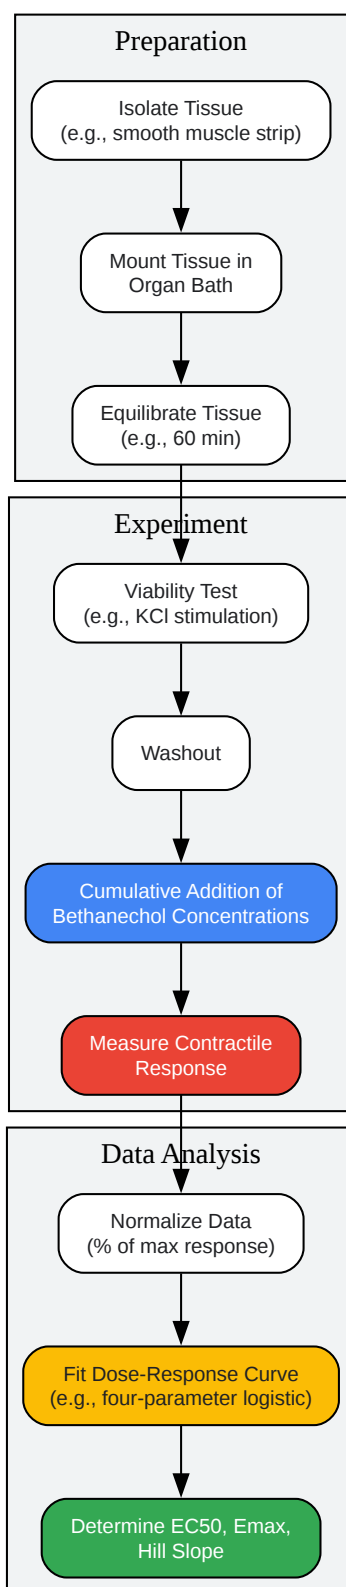 Preparation
Isolate Tissue
(e.g., smooth muscle strip)
Mount Tissue in
Organ Bath
Equilibrate Tissue
(e.g., 60 min)
Experiment
Viability Test
(e.g., KCl stimulation)
Washout
Cumulative Addition of
Bethanechol Concentrations
Measure Contractile
Response
Data Analysis
Normalize Data
(% of max response)
Fit Dose-Response Curve
(e.g., four-parameter logistic)
Determine EC50, Emax,
Hill Slope